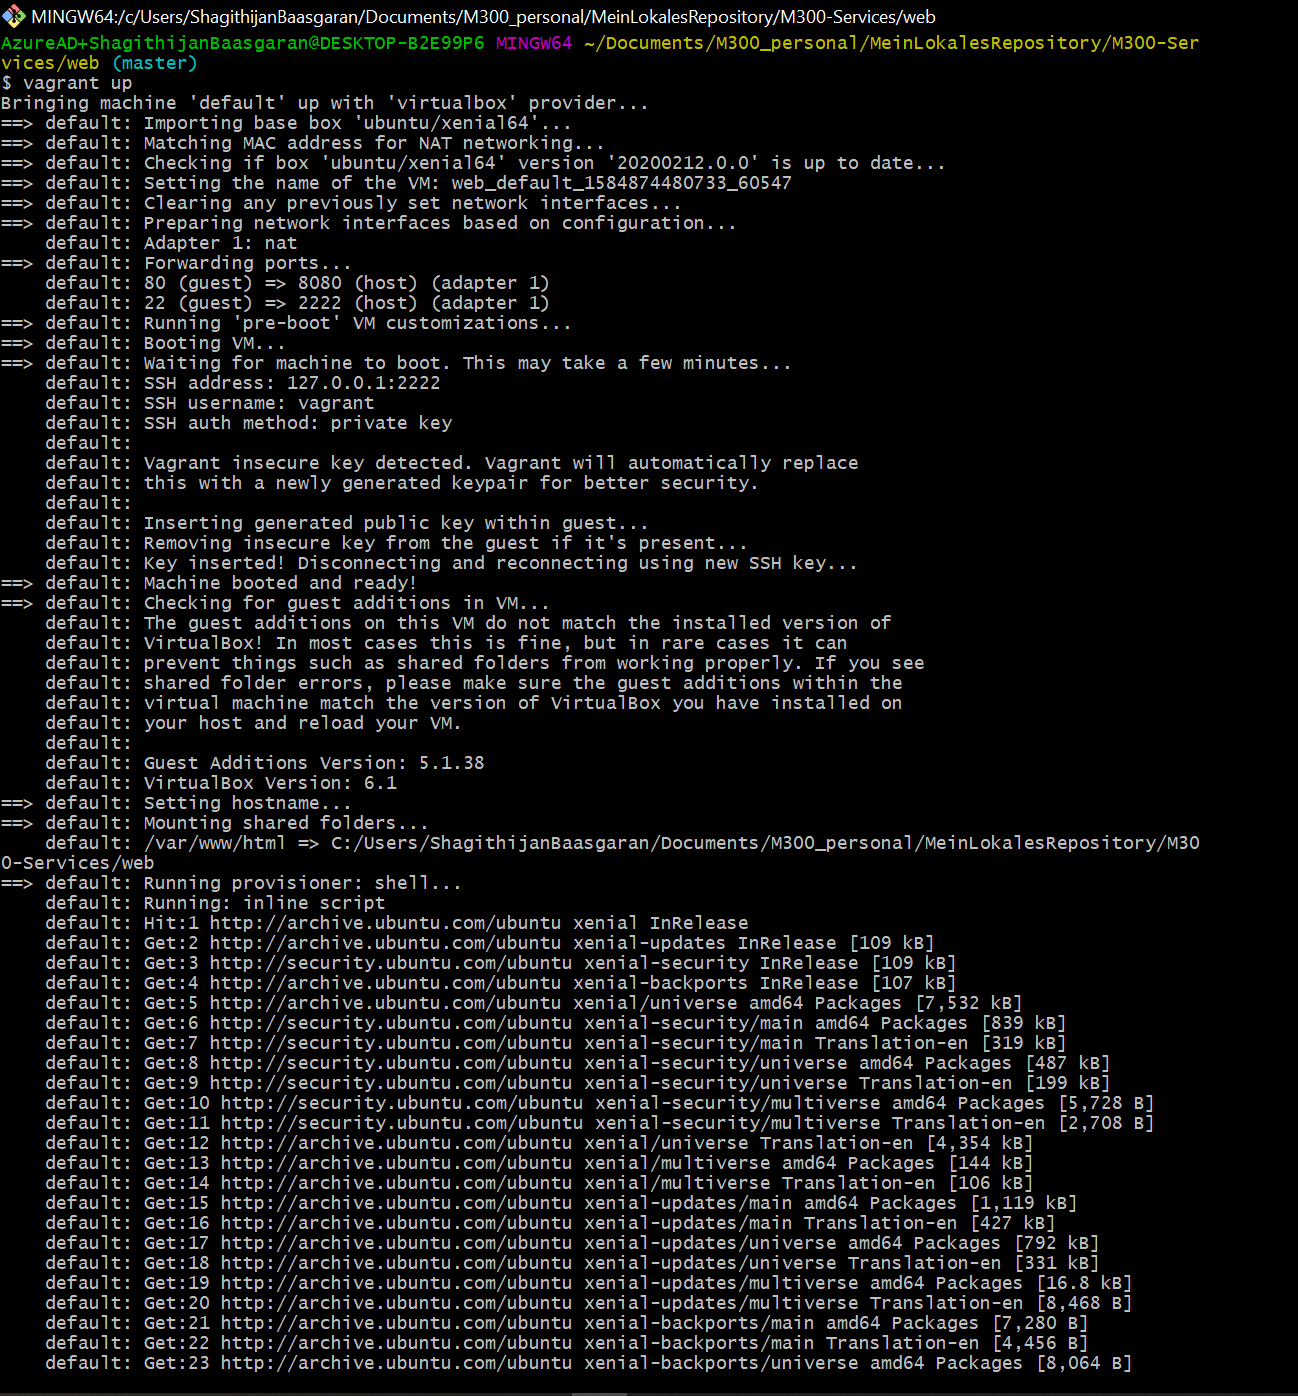 MINGW64:/c/Users/ShagithijanBaasgaran/Documents/M300_personal/MeinLokalesRepository/M300-Services/web
AzureAD+ShagithijanBaasgaran@DESKTOP-B2E99P6 MINGW64 ~/Documents/M300_personal/MeinLokalesRepository/M300-Ser
vices/web (master)
$ vagrant up
Bringing machine 'default' up with 'virtualbox' provider...
==> default: Importing base box 'ubuntu/xenial64'...
==> default: Matching MAC address for NAT networking...
==> default: Checking if box 'ubuntu/xenial64' version '20200212.0.0' is up to date...
==> default: Setting the name of the VM: web_default_1584874480733_60547
==> default: Clearing any previously set network interfaces...
==> default: Preparing network interfaces based on configuration...
    default: Adapter 1: nat
==> default: Forwarding ports...
    default: 80 (guest) => 8080 (host) (adapter 1)
    default: 22 (guest) => 2222 (host) (adapter 1)
==> default: Running 'pre-boot' VM customizations...
==> default: Booting VM...
==> default: Waiting for machine to boot. This may take a few minutes...
    default: SSH address: 127.0.0.1:2222
    default: SSH username: vagrant
    default: SSH auth method: private key
    default:
    default: Vagrant insecure key detected. Vagrant will automatically replace
    default: this with a newly generated keypair for better security.
    default:
    default: Inserting generated public key within guest...
    default: Removing insecure key from the guest if it's present...
    default: Key inserted! Disconnecting and reconnecting using new SSH key...
==> default: Machine booted and ready!
==> default: Checking for guest additions in VM...
    default: The guest additions on this VM do not match the installed version of
    default: VirtualBox! In most cases this is fine, but in rare cases it can
    default: prevent things such as shared folders from working properly. If you see
    default: shared folder errors, please make sure the guest additions within the
    default: virtual machine match the version of VirtualBox you have installed on
    default: your host and reload your VM.
    default:
    default: Guest Additions Version: 5.1.38
    default: VirtualBox Version: 6.1
==> default: Setting hostname...
==> default: Mounting shared folders...
    default: /var/www/html => C:/Users/ShagithijanBaasgaran/Documents/M300_personal/MeinLokalesRepository/M30
0-Services/web
==> default: Running provisioner: shell...
    default: Running: inline script
    default: Hit:1 http://archive.ubuntu.com/ubuntu xenial InRelease
    default: Get:2 http://archive.ubuntu.com/ubuntu xenial-updates InRelease [109 kB]
    default: Get:3 http://security.ubuntu.com/ubuntu xenial-security InRelease [109 kB]
    default: Get:4 http://archive.ubuntu.com/ubuntu xenial-backports InRelease [107 kB]
    default: Get:5 http://archive.ubuntu.com/ubuntu xenial/universe amd64 Packages [7,532 kB]
    default: Get:6 http://security.ubuntu.com/ubuntu xenial-security/main amd64 Packages [839 kB]
    default: Get:7 http://security.ubuntu.com/ubuntu xenial-security/main Translation-en [319 kB]
    default: Get:8 http://security.ubuntu.com/ubuntu xenial-security/universe amd64 Packages [487 kB]
    default: Get:9 http://security.ubuntu.com/ubuntu xenial-security/universe Translation-en [199 kB]
    default: Get:10 http://security.ubuntu.com/ubuntu xenial-security/multiverse amd64 Packages [5,728 B]
    default: Get:11 http://security.ubuntu.com/ubuntu xenial-security/multiverse Translation-en [2,708 B]
    default: Get:12 http://archive.ubuntu.com/ubuntu xenial/universe Translation-en [4,354 kB]
    default: Get:13 http://archive.ubuntu.com/ubuntu xenial/multiverse amd64 Packages [144 kB]
    default: Get:14 http://archive.ubuntu.com/ubuntu xenial/multiverse Translation-en [106 kB]
    default: Get:15 http://archive.ubuntu.com/ubuntu xenial-updates/main amd64 Packages [1,119 kB]
    default: Get:16 http://archive.ubuntu.com/ubuntu xenial-updates/main Translation-en [427 kB]
    default: Get:17 http://archive.ubuntu.com/ubuntu xenial-updates/universe amd64 Packages [792 kB]
    default: Get:18 http://archive.ubuntu.com/ubuntu xenial-updates/universe Translation-en [331 kB]
    default: Get:19 http://archive.ubuntu.com/ubuntu xenial-updates/multiverse amd64 Packages [16.8 kB]
    default: Get:20 http://archive.ubuntu.com/ubuntu xenial-updates/multiverse Translation-en [8,468 B]
    default: Get:21 http://archive.ubuntu.com/ubuntu xenial-backports/main amd64 Packages [7,280 B]
    default: Get:22 http://archive.ubuntu.com/ubuntu xenial-backports/main Translation-en [4,456 B]
    default: Get:23 http://archive.ubuntu.com/ubuntu xenial-backports/universe amd64 Packages [8,064 B]